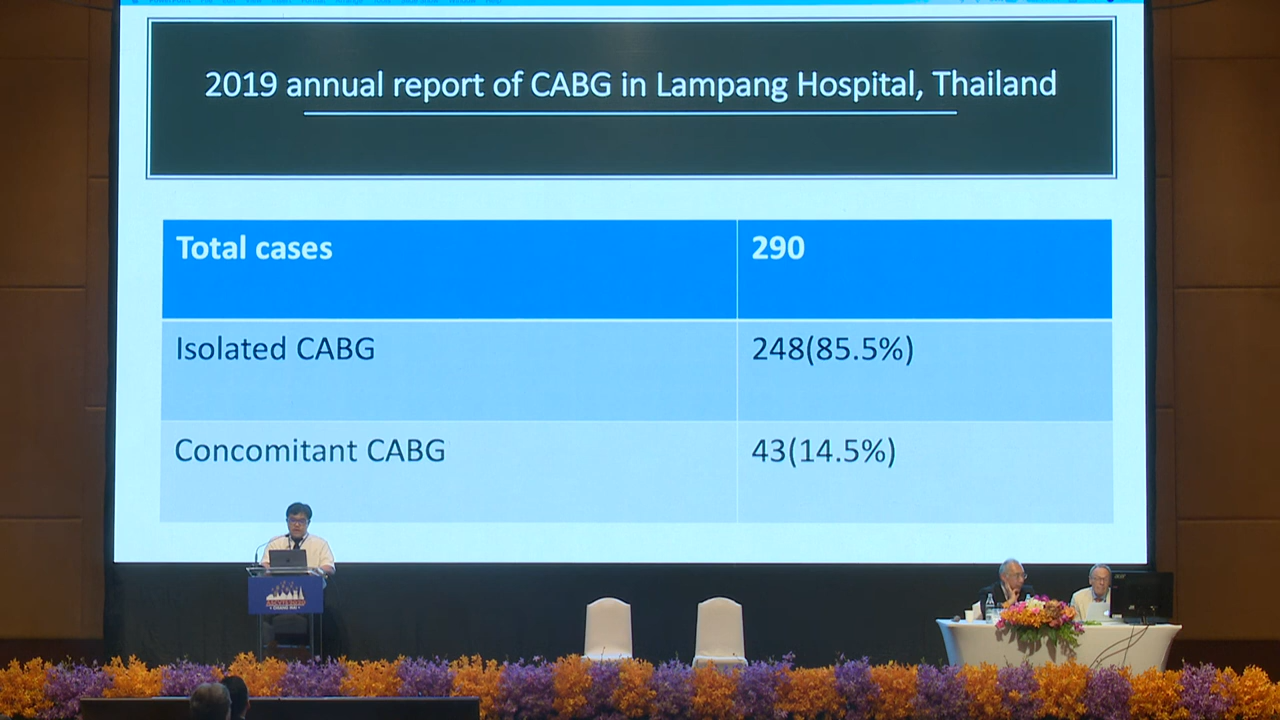 2019 annual report of CABG in Lampang Hospital, Thailand
Total cases 290
Isolated CABG 248(85.5%)
Concomitant CABG 43(14.5%)